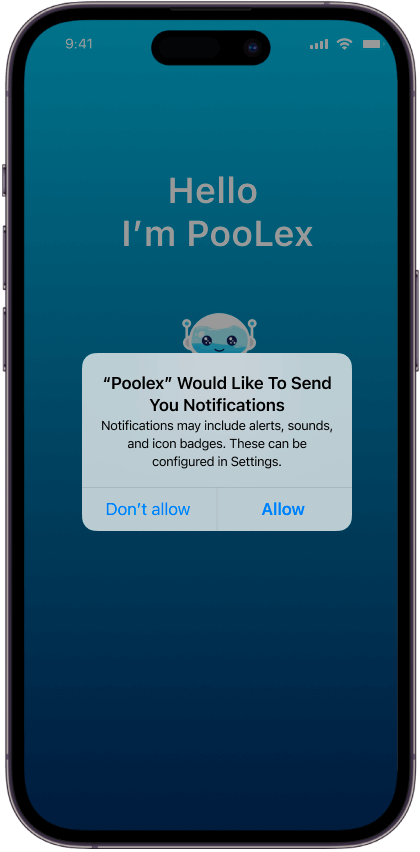 9:41
Hello
I’m PooLex
“Poolex” Would Like To Send
You Notifications
Notifications may include alerts, sounds,
and icon badges. These can be
configured in Settings.
Don’t allow
Allow